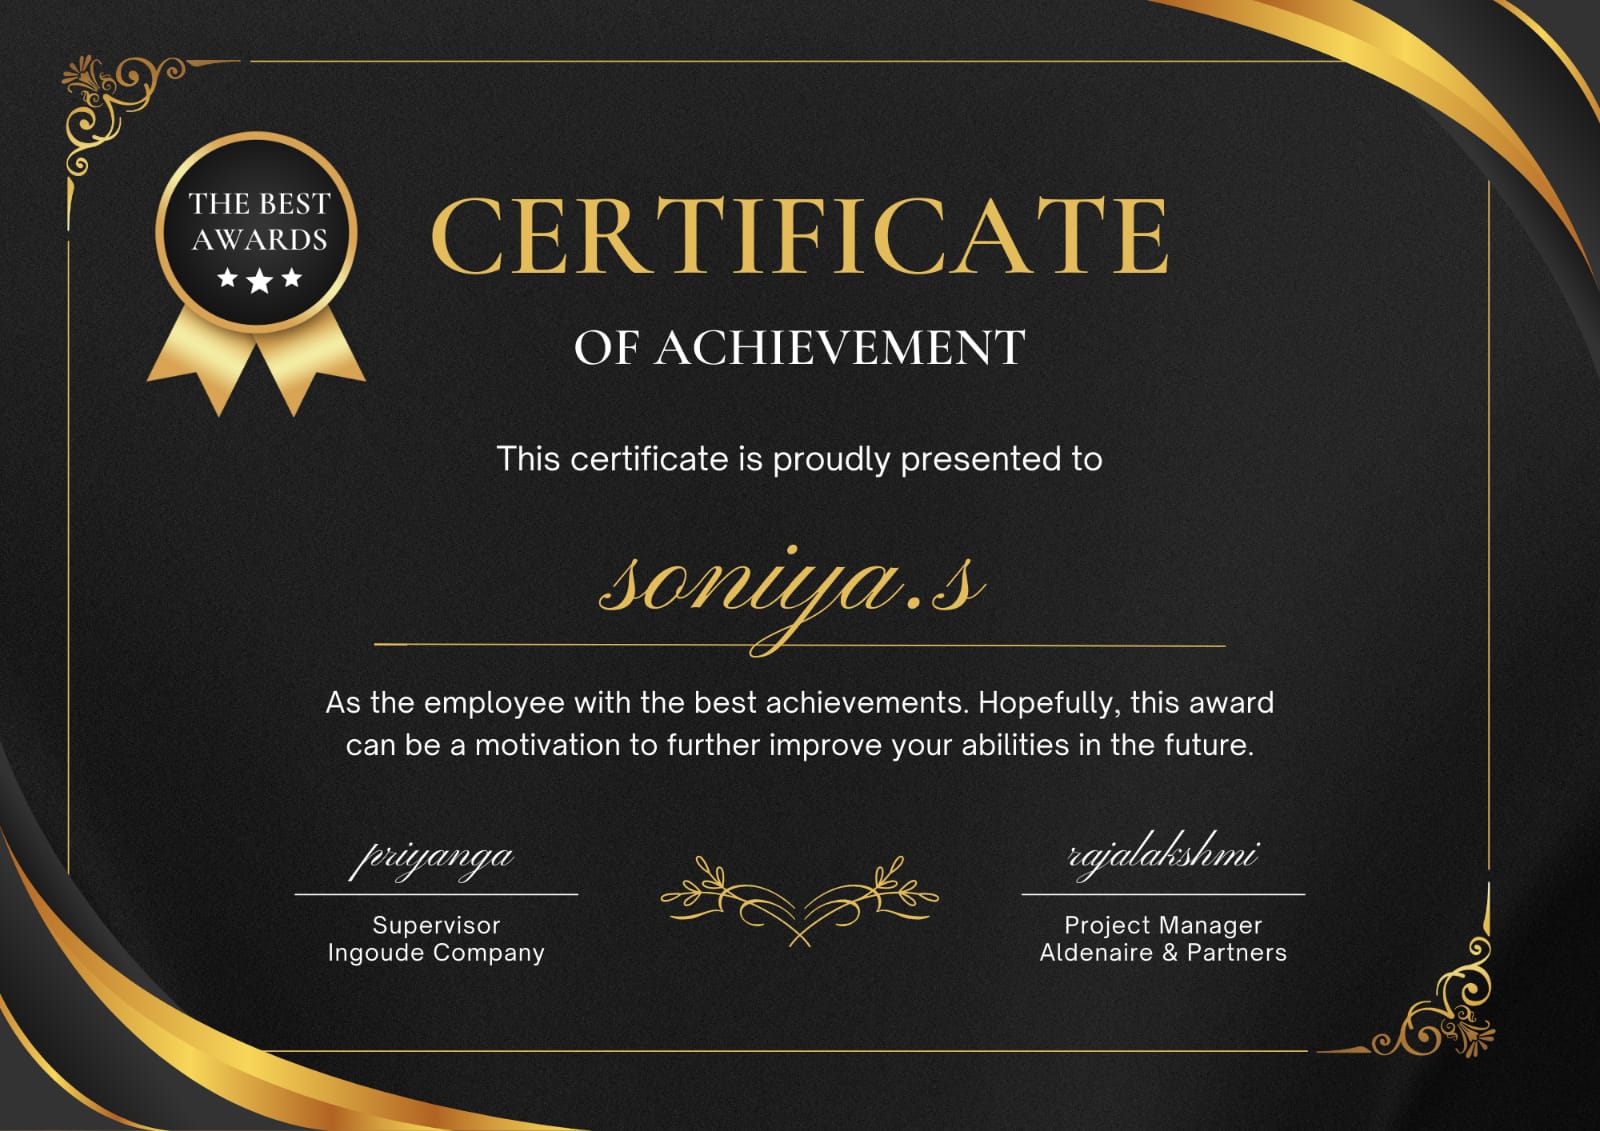 THE BEST
AWARDS
CERTIFICATE
OF ACHIEVEMENT
This certificate is proudly presented to
soniya.s
As the employee with the best achievements. Hopefully, this award
can be a motivation to further improve your abilities in the future.
priyanga
Supervisor
Ingoude Company
rajalakshmi
Project Manager
Aldenaire & Partners